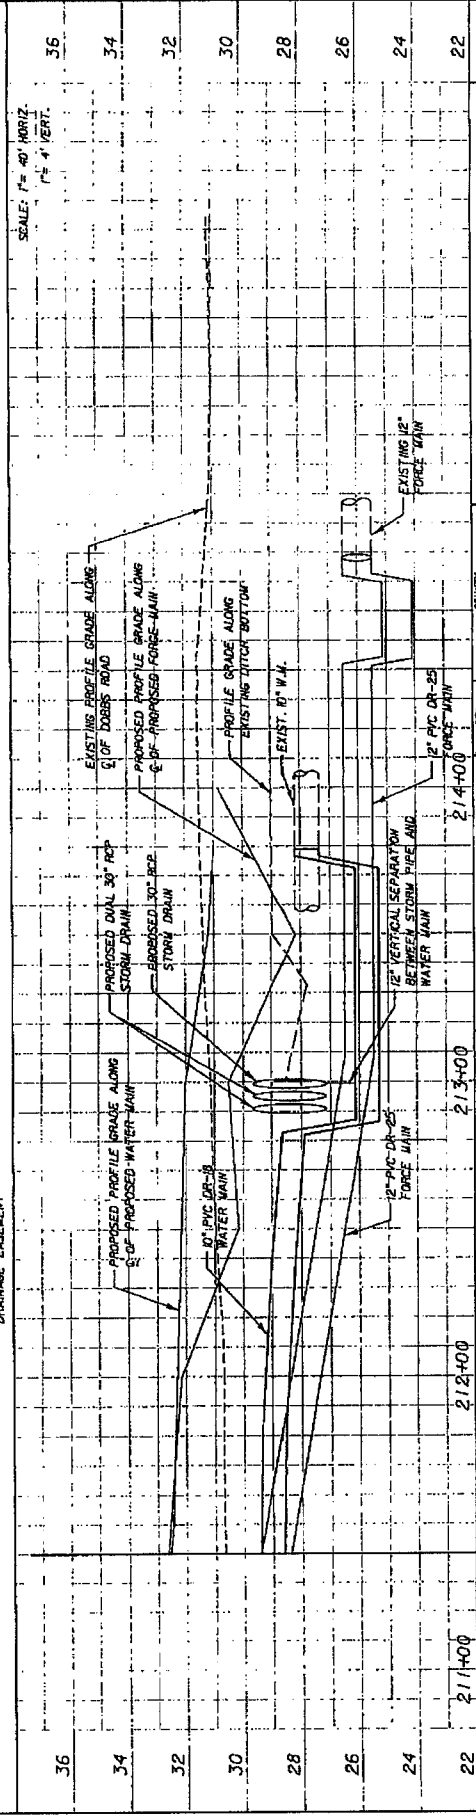 DRAINAGE EASEMENT
SCALE: 1"= 40' HORIZ.
1"= 4' VERT.
36
34
32
30
28
26
24
22
36
34
32
30
28
26
24
22
PROPOSED PROFILE GRADE ALONG
℄ OF PROPOSED WATER MAIN
PROPOSED DUAL 30" RCP
STORM DRAIN
PROPOSED 30" RCP
STORM DRAIN
EXISTING PROFILE GRADE ALONG
℄ OF DOBBS ROAD
PROPOSED PROFILE GRADE ALONG
℄ OF PROPOSED FORCE MAIN
PROFILE GRADE ALONG
EXISTING DITCH BOTTOM
EXIST. 10" W.M.
10" PVC DR-18
WATER MAIN
12" PVC DR-25
FORCE MAIN
12" VERTICAL SEPARATION
BETWEEN STORM PIPE AND
WATER MAIN
12" PVC DR-25
FORCE MAIN
EXISTING 12"
FORCE MAIN
211+00
212+00
213+00
214+00